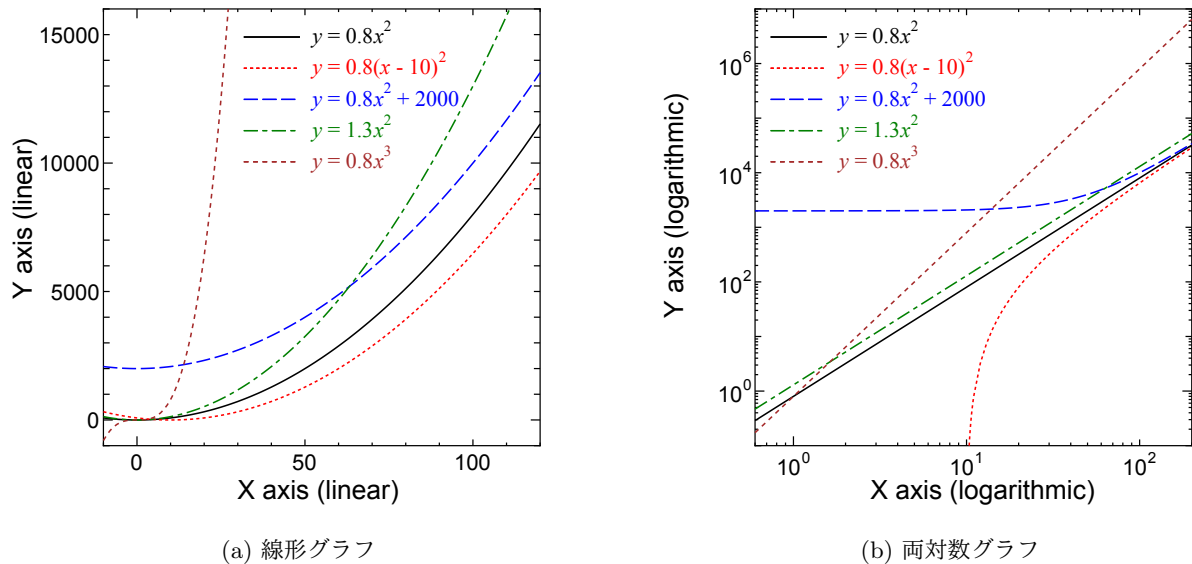 15000
10000
5000
0
0
50
100
Y axis (linear)
X axis (linear)
y = 0.8x²
y = 0.8(x - 10)²
y = 0.8x² + 2000
y = 1.3x²
y = 0.8x³
(a) 線形グラフ
10⁶
10⁴
10²
10⁰
10⁰
10¹
10²
Y axis (logarithmic)
X axis (logarithmic)
y = 0.8x²
y = 0.8(x - 10)²
y = 0.8x² + 2000
y = 1.3x²
y = 0.8x³
(b) 両対数グラフ